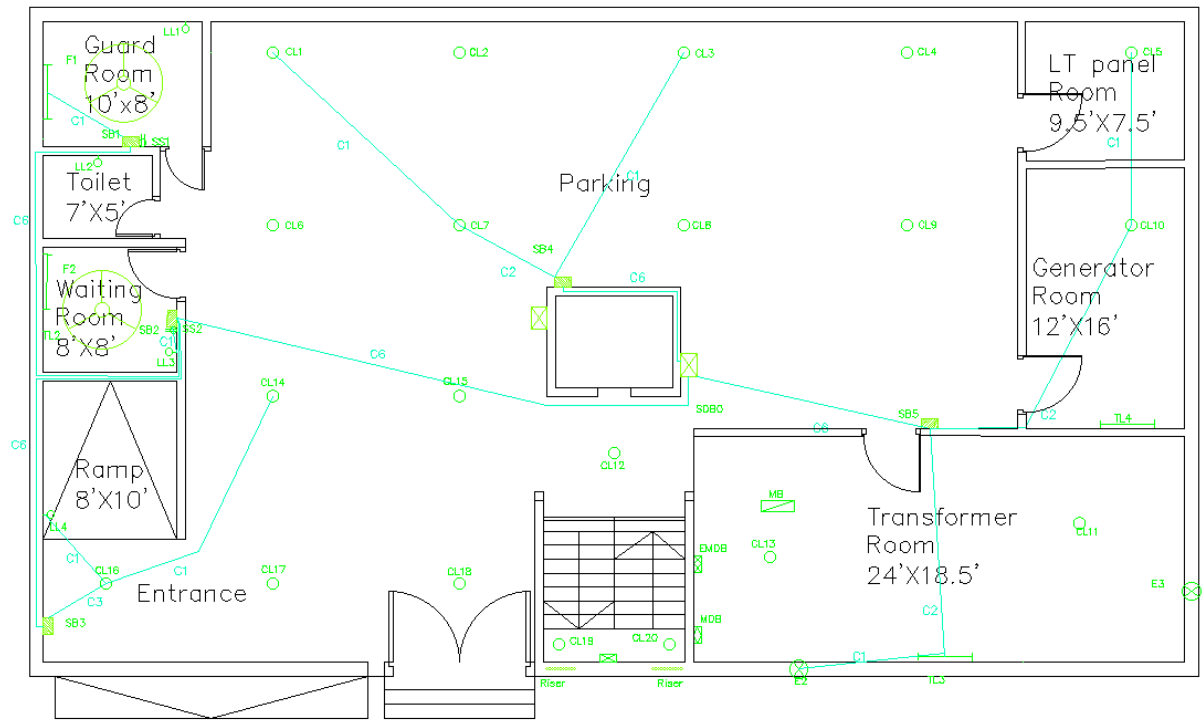 LL1
Guard
Room
10'x8'
F1
C1
SB1
SS1
CL1
CL2
CL3
CL4
CL5
LT panel
Room
9.5'X7.5'
C1
C1
C1
LL2
Toilet
7'X5'
Parking
C6
CL6
CL7
CL8
CL9
CL10
SB4
C2
C6
F2
Waiting
Room
8'X8'
TL2
SB2
SS2
C1
LL3
Generator
Room
12'X16'
C6
CL14
CL15
SDB0
SB5
C6
C2
TL4
C6
Ramp
8'X10'
CL12
LL4
MB
Transformer
Room
24'X18.5'
CL11
EMDB
CL13
C1
CL16
C1
CL17
CL18
Entrance
C3
SB3
E3
MDB
C2
CL19
CL20
C1
E2
TL3
Riser
Riser